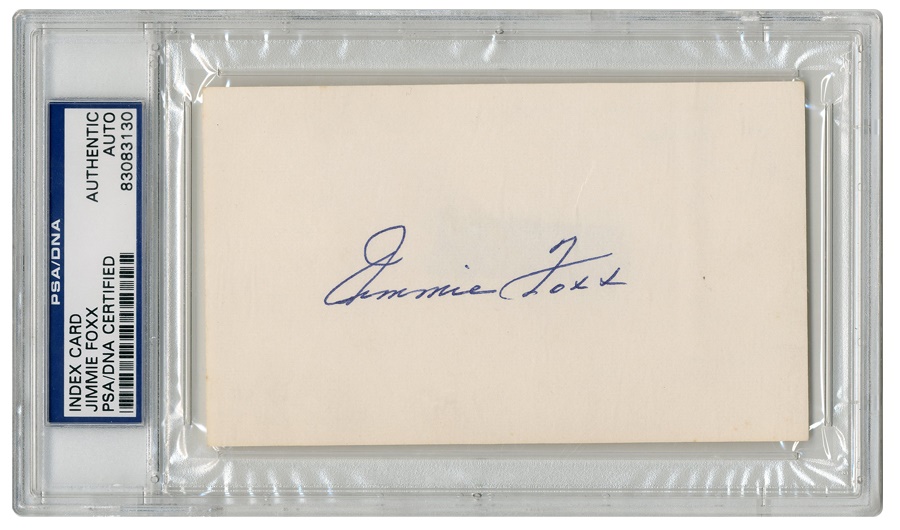 PSA/DNA
INDEX CARD
JIMMIE FOXX
PSA/DNA CERTIFIED
AUTHENTIC
AUTO
83083130
Jimmie Foxx